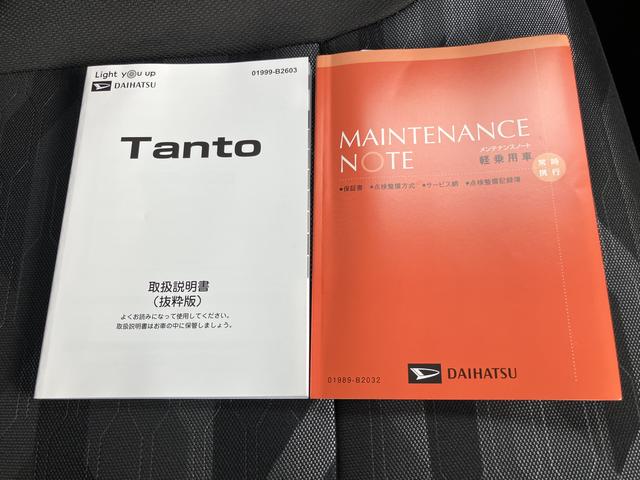 Light you up
01999-B2603
DAIHATSU
Tanto
取扱説明書
（抜粋版）
よくお読みになって使用してください。
取扱説明書はお車の中に保管しましょう。
MAINTENANCE
NOTE
メンテナンスノート
軽乗用車
常時
携行
●保証書 ●点検整備方式 ●サービス網 ●点検整備記録簿
01989-B2032
DAIHATSU